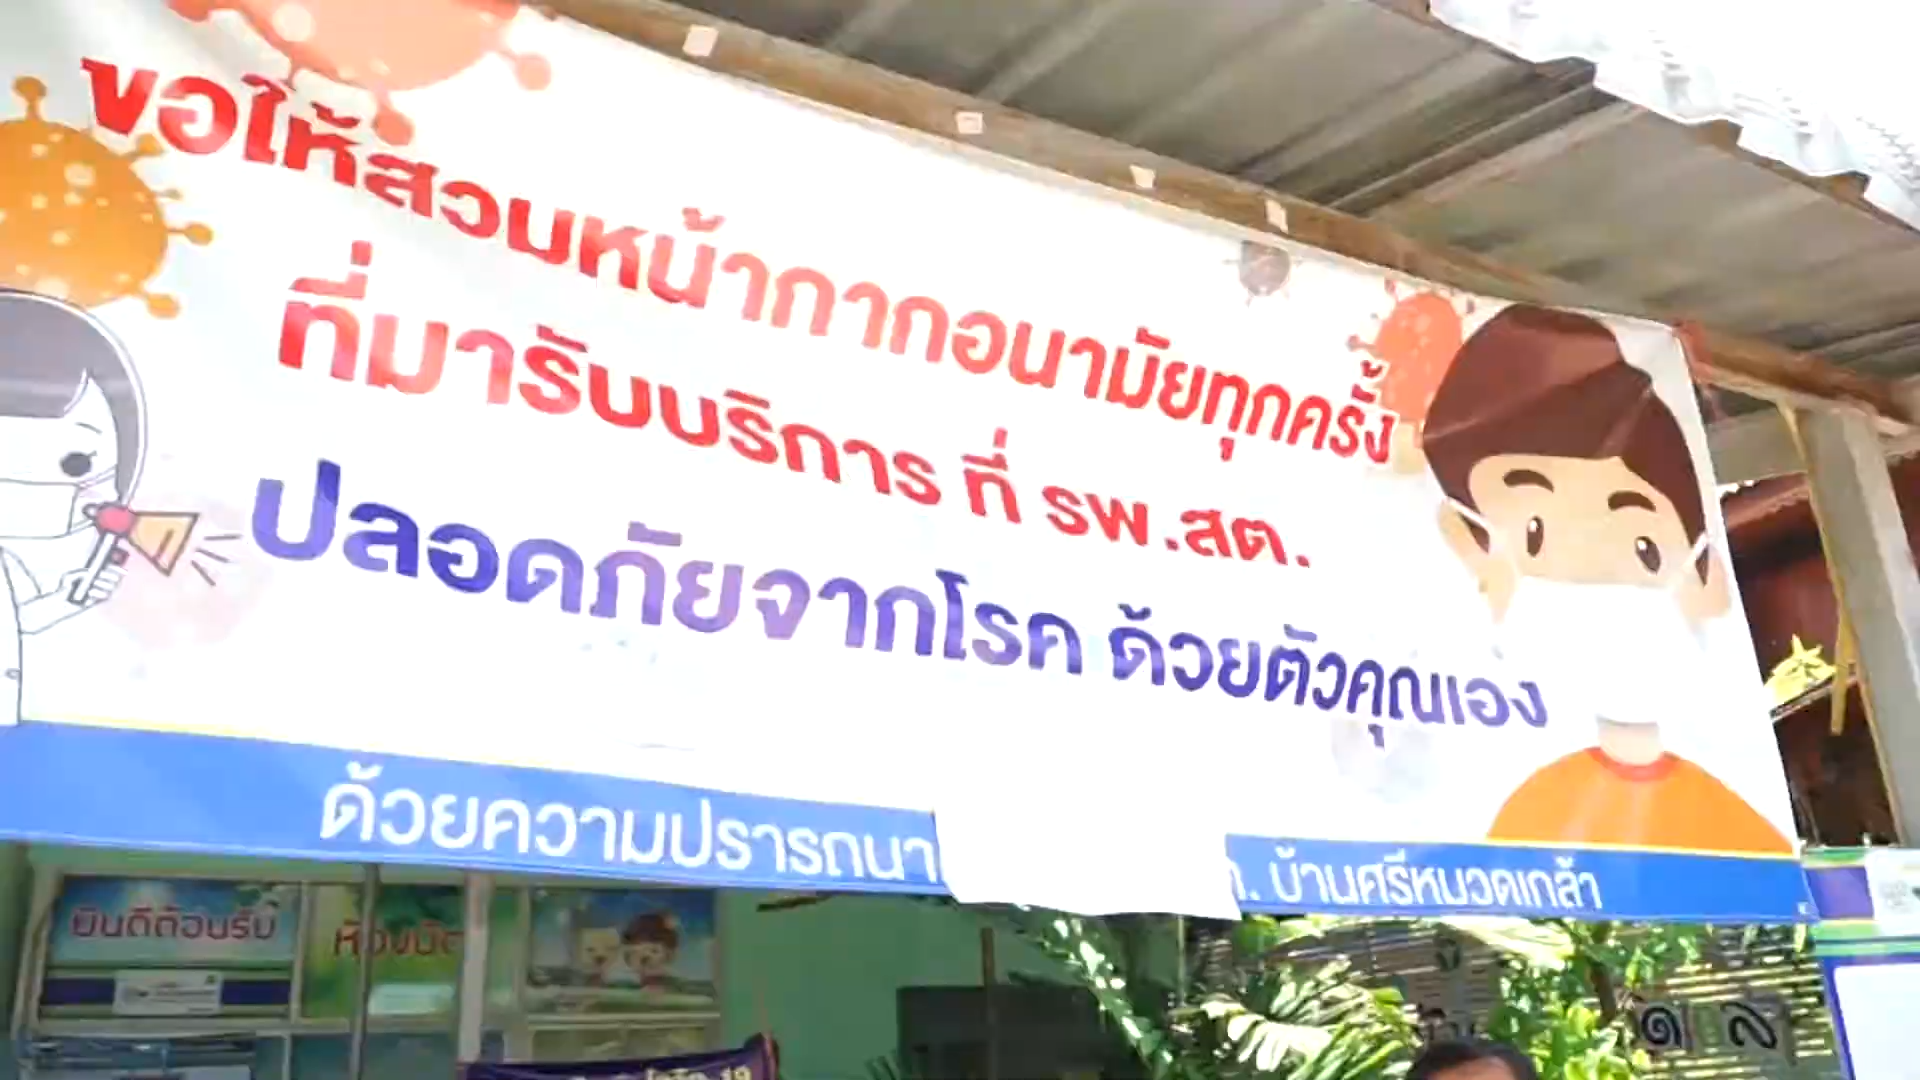 ขอให้สวมหน้ากากอนามัยทุกครั้ง
ที่มารับบริการ ที่ รพ.สต.
ปลอดภัยจากโรค ด้วยตัวคุณเอง
ด้วยความปรารถนา
. บ้านศรีหมวดเกล้า
ยินดีต้อนรับ